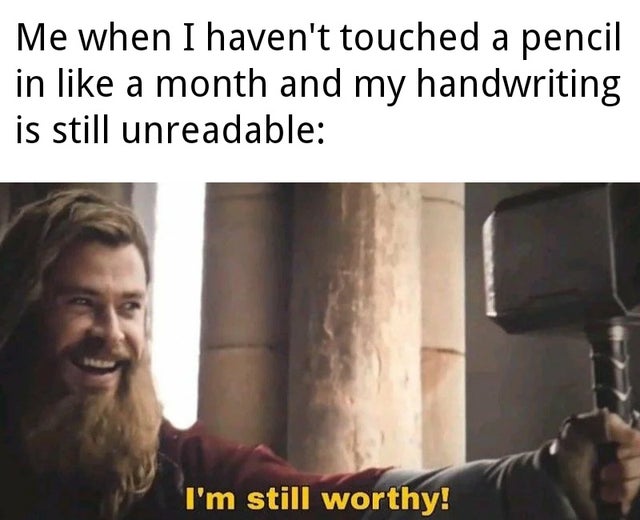 Me when I haven't touched a pencil
in like a month and my handwriting
is still unreadable:
I'm still worthy!